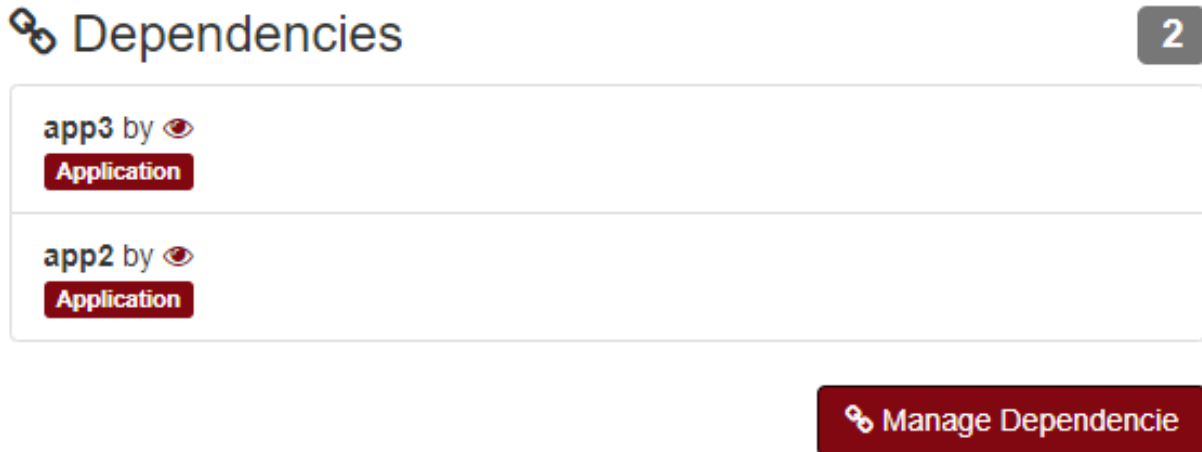 Dependencies
2
app3 by
Application
app2 by
Application
Manage Dependencie